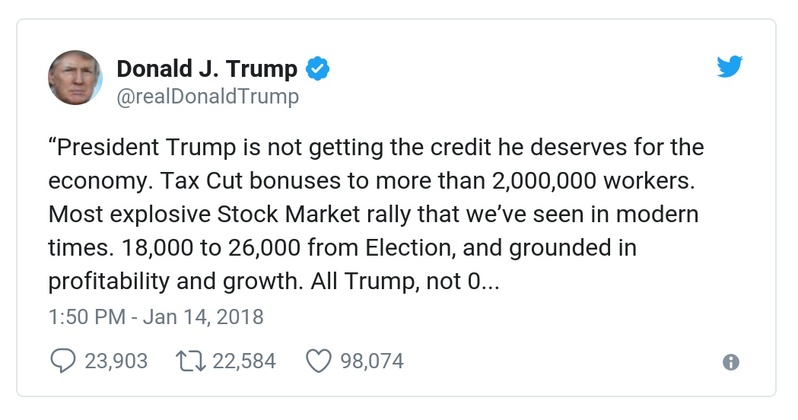 Donald J. Trump
@realDonaldTrump
“President Trump is not getting the credit he deserves for the
economy. Tax Cut bonuses to more than 2,000,000 workers.
Most explosive Stock Market rally that we’ve seen in modern
times. 18,000 to 26,000 from Election, and grounded in
profitability and growth. All Trump, not 0...
1:50 PM - Jan 14, 2018
23,903 22,584 98,074